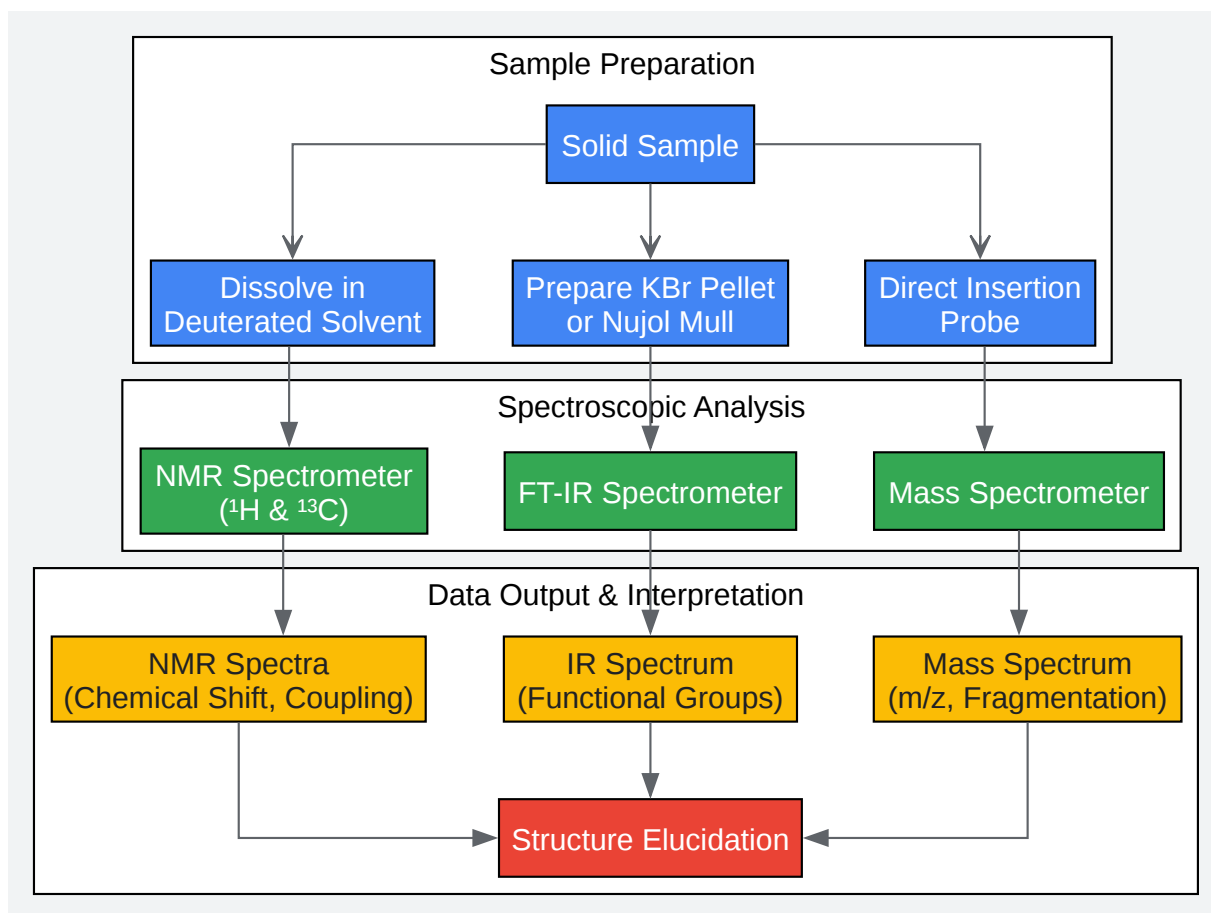 Sample Preparation
Solid Sample
Dissolve in
Deuterated Solvent
Prepare KBr Pellet
or Nujol Mull
Direct Insertion
Probe
Spectroscopic Analysis
NMR Spectrometer
(¹H & ¹³C)
FT-IR Spectrometer
Mass Spectrometer
Data Output & Interpretation
NMR Spectra
(Chemical Shift, Coupling)
IR Spectrum
(Functional Groups)
Mass Spectrum
(m/z, Fragmentation)
Structure Elucidation